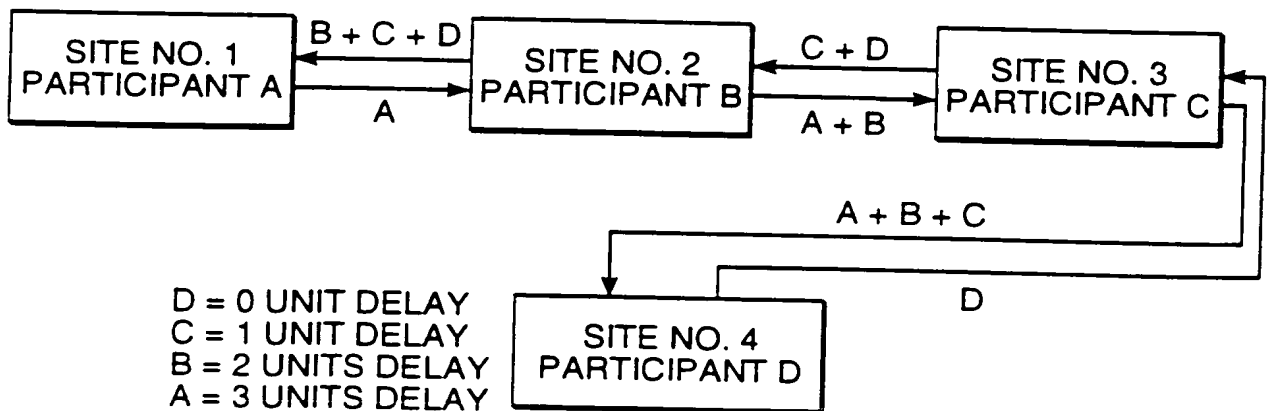 SITE NO. 1
PARTICIPANT A
B + C + D
A
SITE NO. 2
PARTICIPANT B
C + D
A + B
SITE NO. 3
PARTICIPANT C
A + B + C
D
SITE NO. 4
PARTICIPANT D
D = 0 UNIT DELAY
C = 1 UNIT DELAY
B = 2 UNITS DELAY
A = 3 UNITS DELAY